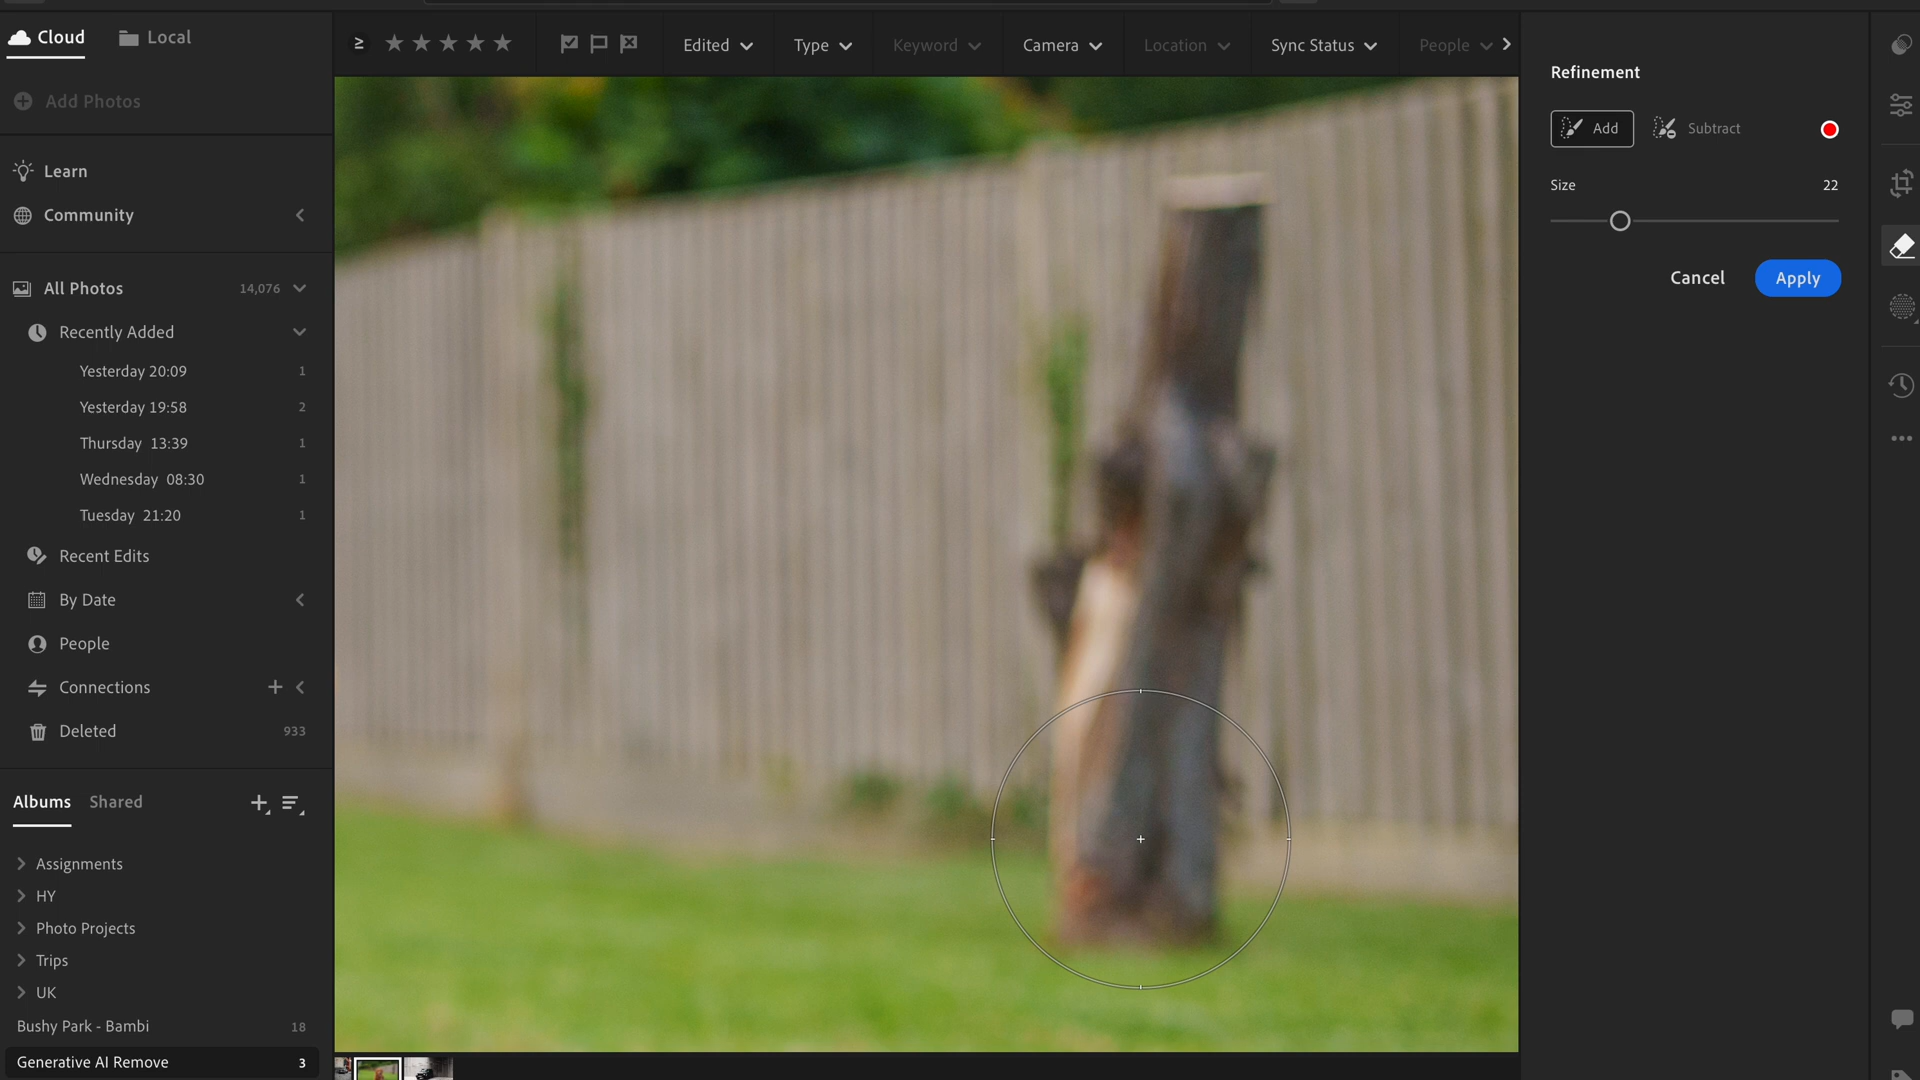 Cloud
Local
Add Photos
Learn
Community
All Photos 14,076
Recently Added
Yesterday 20:09 1
Yesterday 19:58 2
Thursday 13:39 1
Wednesday 08:30 1
Tuesday 21:20 1
Recent Edits
By Date
People
Connections
Deleted 933
Albums
Shared
Assignments
HY
Photo Projects
Trips
UK
Bushy Park - Bambi 18
Generative AI Remove 3
≥ Edited Type Keyword Camera Location Sync Status People
Refinement
Add Subtract
Size 22
Cancel Apply